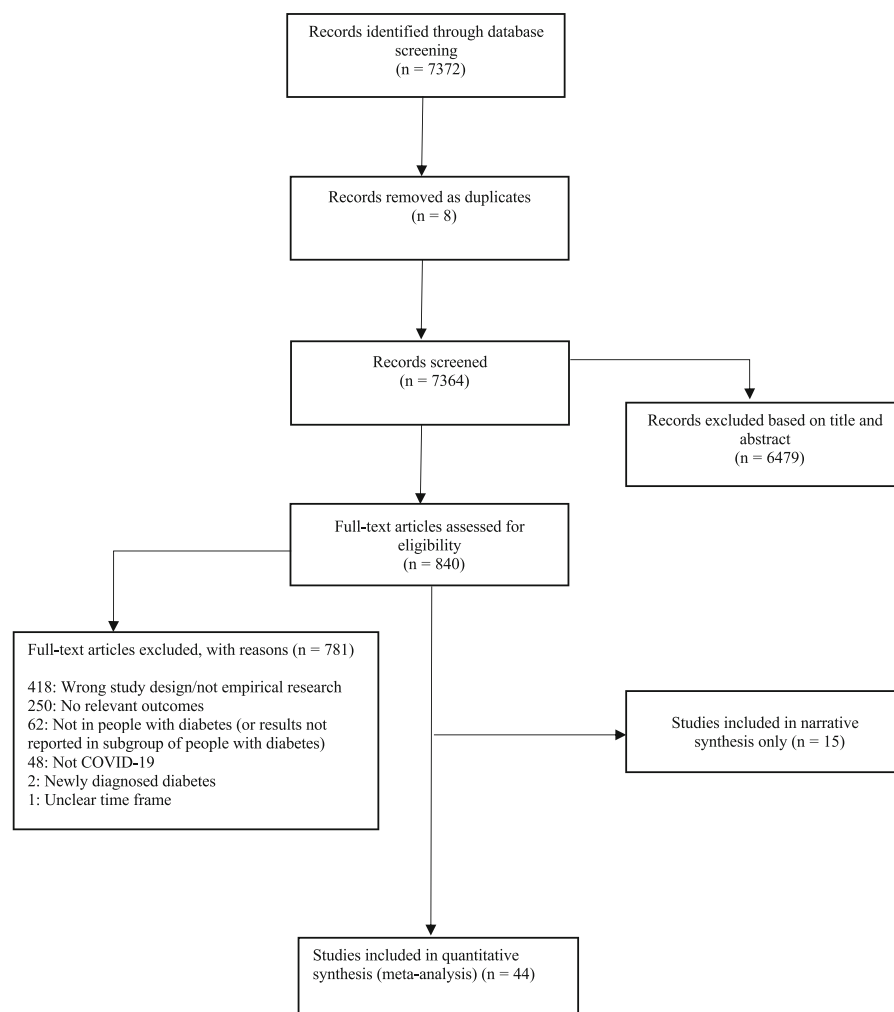 Records identified through database
screening
(n = 7372)
Records removed as duplicates
(n = 8)
Records screened
(n = 7364)
Records excluded based on title and
abstract
(n = 6479)
Full-text articles assessed for
eligibility
(n = 840)
Full-text articles excluded, with reasons (n = 781)
418: Wrong study design/not empirical research
250: No relevant outcomes
62: Not in people with diabetes (or results not
reported in subgroup of people with diabetes)
48: Not COVID-19
2: Newly diagnosed diabetes
1: Unclear time frame
Studies included in narrative
synthesis only (n = 15)
Studies included in quantitative
synthesis (meta-analysis) (n = 44)